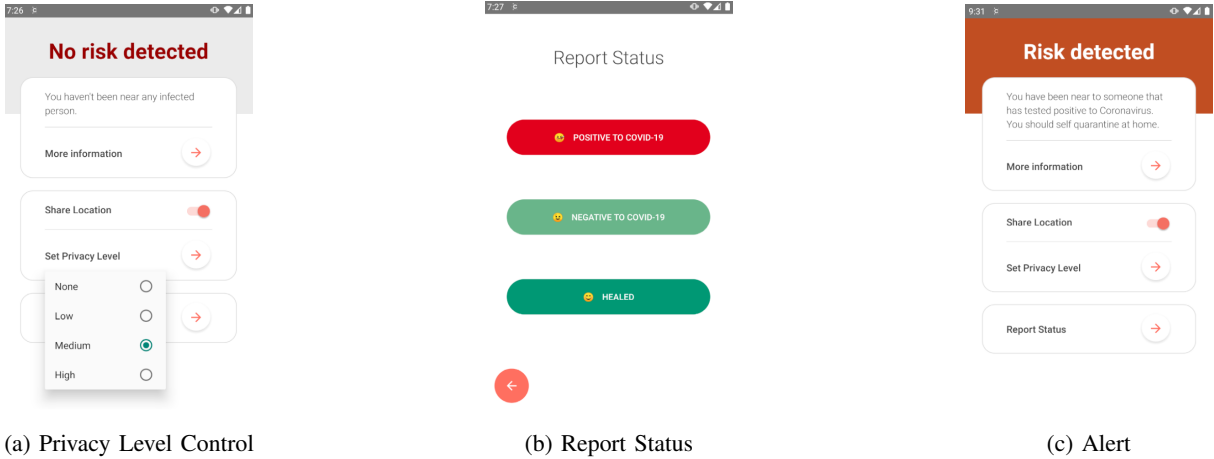 7:26
No risk detected
You haven't been near any infected
person.
More information
Share Location
Set Privacy Level
None
Low
Medium
High
(a) Privacy Level Control
7:27
Report Status
POSITIVE TO COVID-19
NEGATIVE TO COVID-19
HEALED
(b) Report Status
9:31
Risk detected
You have been near to someone that
has tested positive to Coronavirus.
You should self quarantine at home.
More information
Share Location
Set Privacy Level
Report Status
(c) Alert